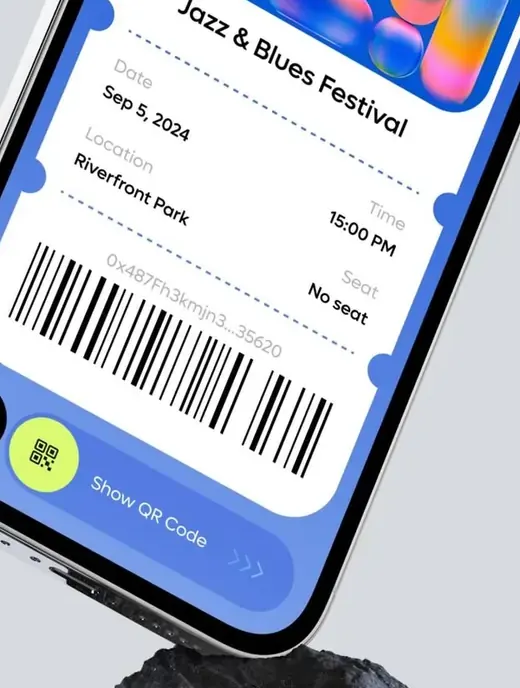 Jazz & Blues Festival
Date
Sep 5, 2024
Time
15:00 PM
Location
Riverfront Park
Seat
No seat
0x487Fh3kmjn3...35620
Show QR Code